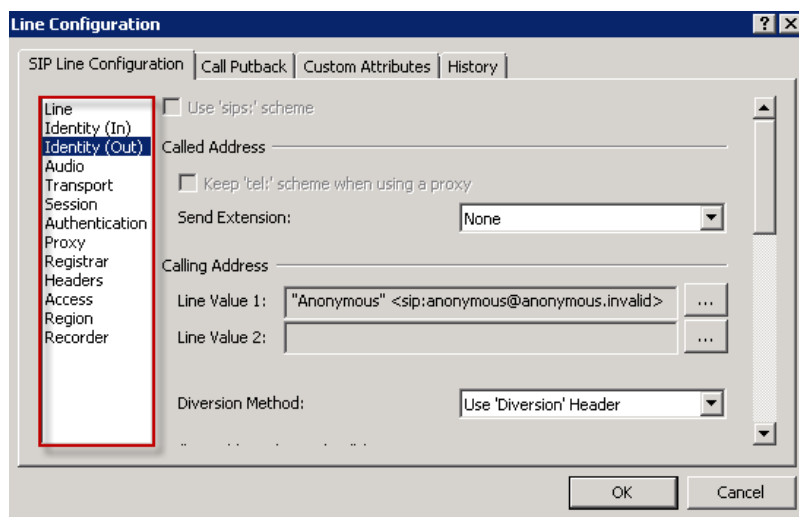 Line Configuration
SIP Line Configuration
Call Putback
Custom Attributes
History
Line
Identity (In)
Identity (Out)
Audio
Transport
Session
Authentication
Proxy
Registrar
Headers
Access
Region
Recorder
Use 'sips:' scheme
Called Address
Keep 'tel:' scheme when using a proxy
Send Extension: None
Calling Address
Line Value 1: "Anonymous" <sip:anonymous@anonymous.invalid> ...
Line Value 2: ...
Diversion Method: Use 'Diversion' Header
OK Cancel